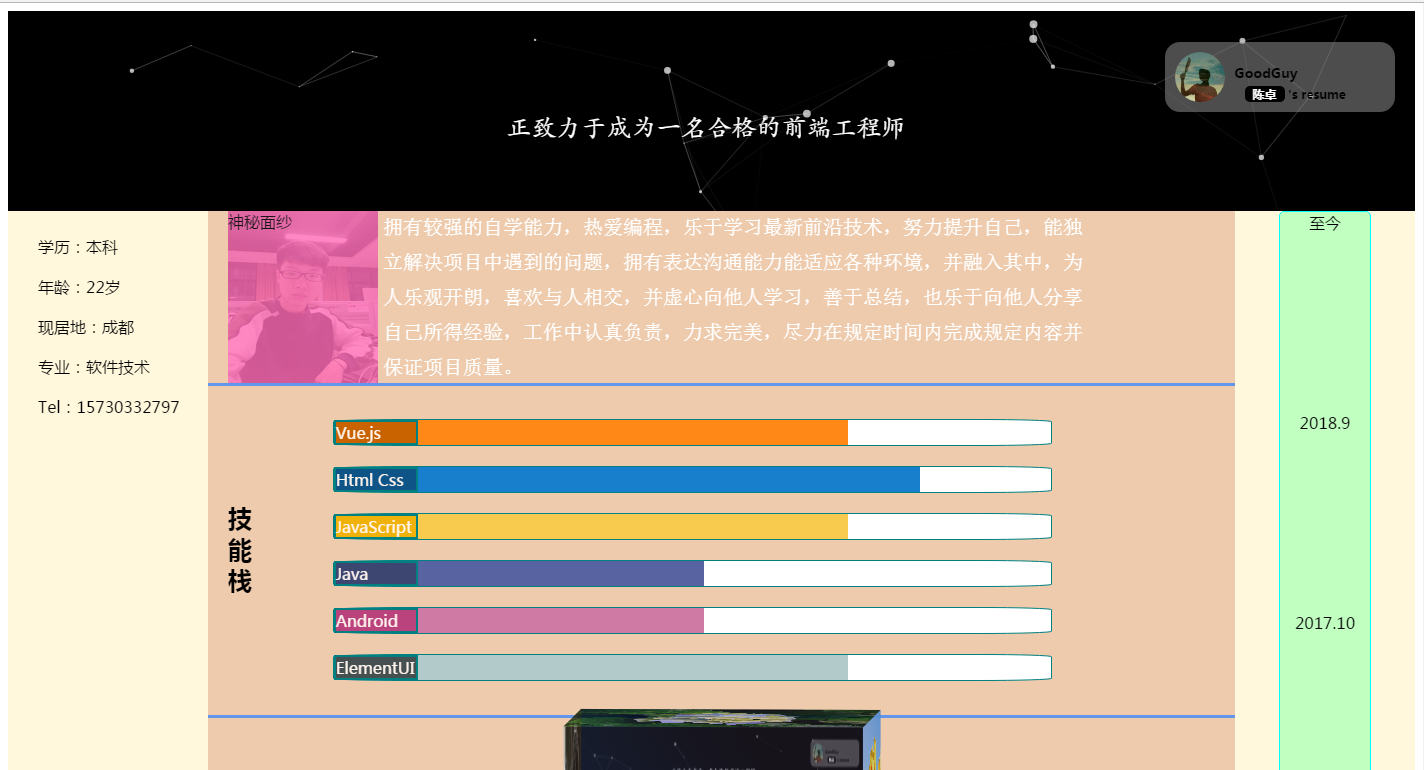 GoodGuy
陈卓 's resume
正致力于成为一名合格的前端工程师
学历：本科
年龄：22岁
现居地：成都
专业：软件技术
Tel：15730332797
神秘面纱
拥有较强的自学能力，热爱编程，乐于学习最新前沿技术，努力提升自己，能独
立解决项目中遇到的问题，拥有表达沟通能力能适应各种环境，并融入其中，为
人乐观开朗，喜欢与人相交，并虚心向他人学习，善于总结，也乐于向他人分享
自己所得经验，工作中认真负责，力求完美，尽力在规定时间内完成规定内容并
保证项目质量。
技
能
栈
Vue.js
Html Css
JavaScript
Java
Android
ElementUI
至今
2018.9
2017.10